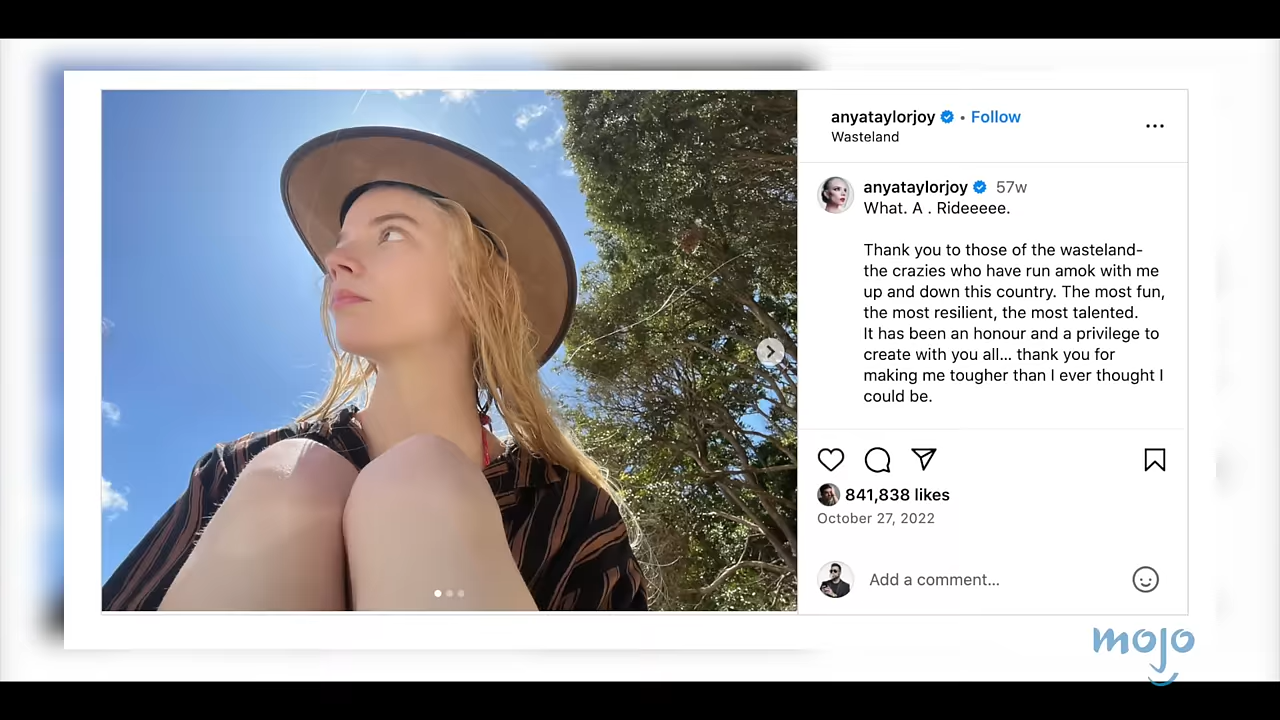 anyataylorjoy • Follow
Wasteland
anyataylorjoy 57w
What. A . Rideeeee.
Thank you to those of the wasteland-
the crazies who have run amok with me
up and down this country. The most fun,
the most resilient, the most talented.
It has been an honour and a privilege to
create with you all... thank you for
making me tougher than I ever thought I
could be.
841,838 likes
October 27, 2022
Add a comment...
mojo